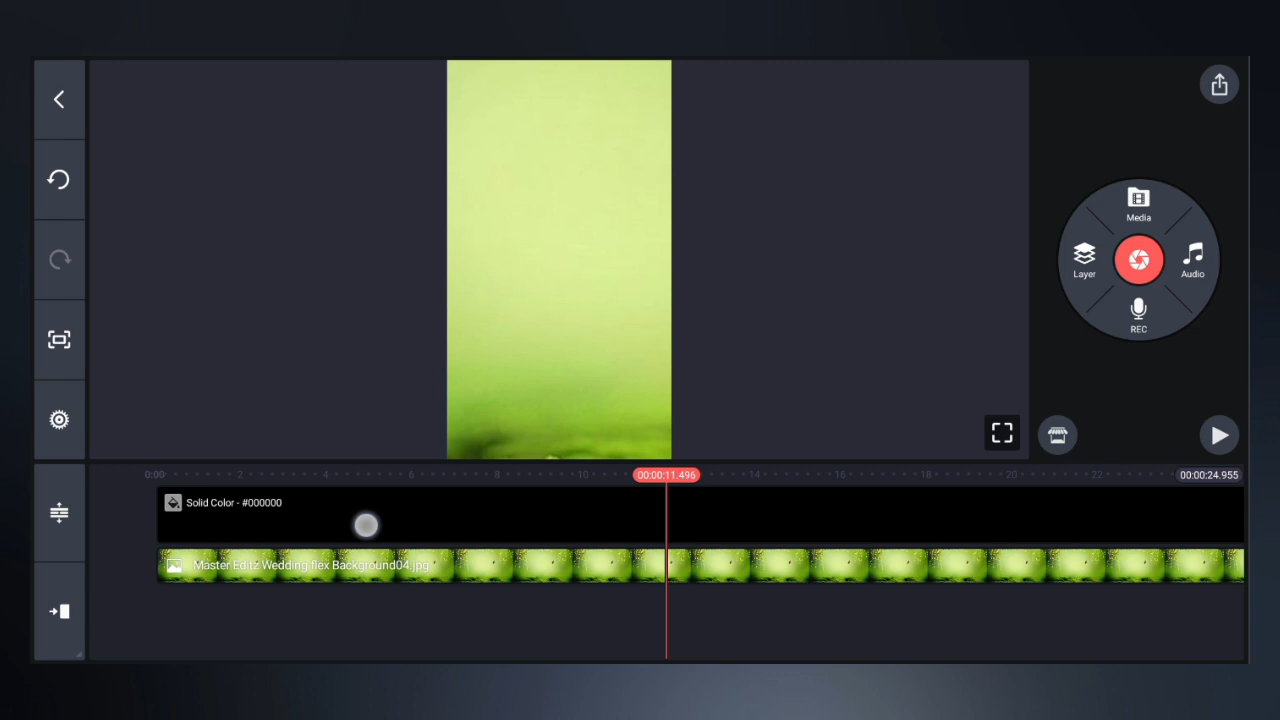 Media
Layer
Audio
REC
0:00 2 4 6 8 10 00:00:11.496 14 16 18 20 22 00:00:24.955
Solid Color - #000000
Master Editz Wedding flex Background04.jpg